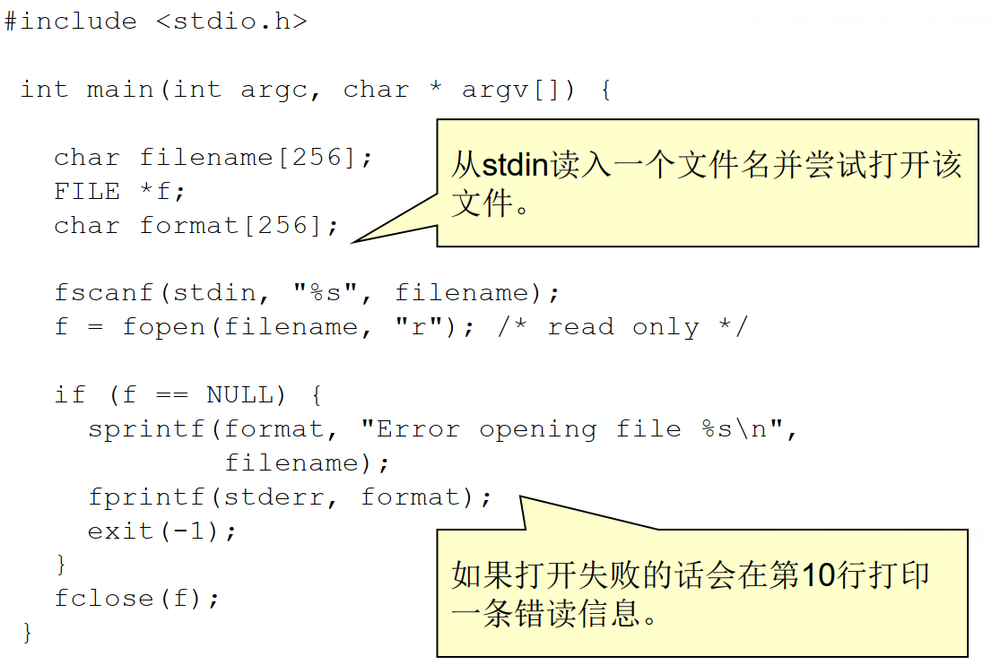 #include <stdio.h>
int main(int argc, char * argv[]) {
char filename[256];
FILE *f;
char format[256];
从stdin读入一个文件名并尝试打开该
文件。
fscanf(stdin, "%s", filename);
f = fopen(filename, "r"); /* read only */
if (f == NULL) {
sprintf(format, "Error opening file %s\n",
filename);
fprintf(stderr, format);
exit(-1);
}
如果打开失败的话会在第10行打印
一条错读信息。
fclose(f);
}